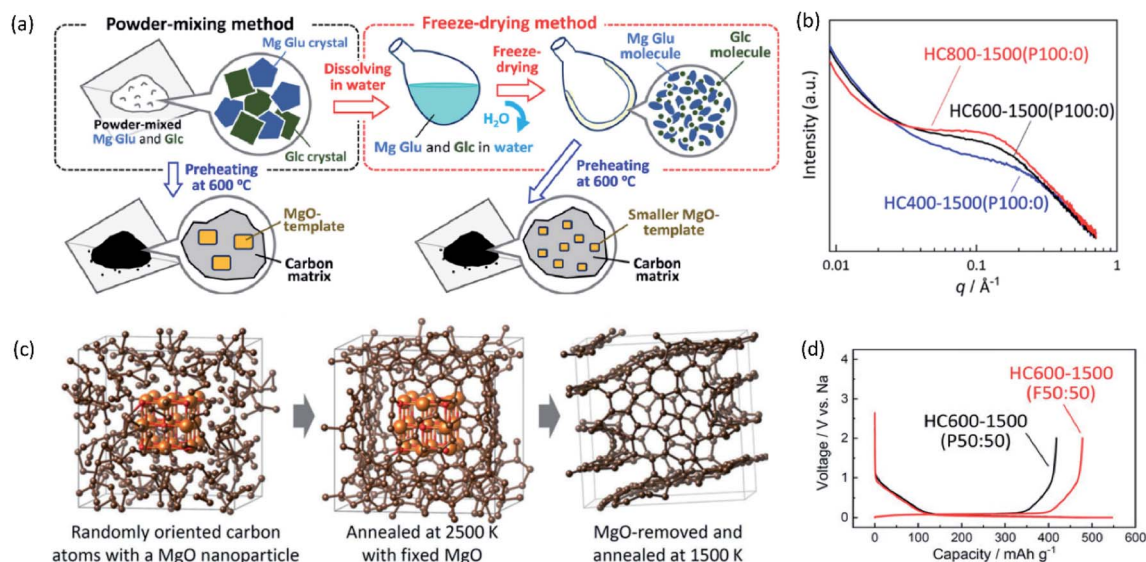 (a)
Powder-mixing method
Mg Glu crystal
Powder-mixed
Mg Glu and Glc
Glc crystal
Dissolving
in water
Freeze-drying method
Freeze-
drying
H₂O
Mg Glu and Glc in water
Mg Glu
molecule
Glc
molecule
Preheating
at 600 ºC
MgO-
template
Carbon
matrix
Preheating
at 600 ºC
Smaller MgO-
template
Carbon
matrix
(b)
Intensity (a.u.)
HC800-1500(P100:0)
HC600-1500(P100:0)
HC400-1500(P100:0)
0.01
0.1
1
q / Å⁻¹
(c)
Randomly oriented carbon
atoms with a MgO nanoparticle
Annealed at 2500 K
with fixed MgO
MgO-removed and
annealed at 1500 K
(d)
Voltage / V vs. Na
4
3
2
1
0
HC600-1500
(F50:50)
HC600-1500
(P50:50)
0 100 200 300 400 500 600
Capacity / mAh g⁻¹